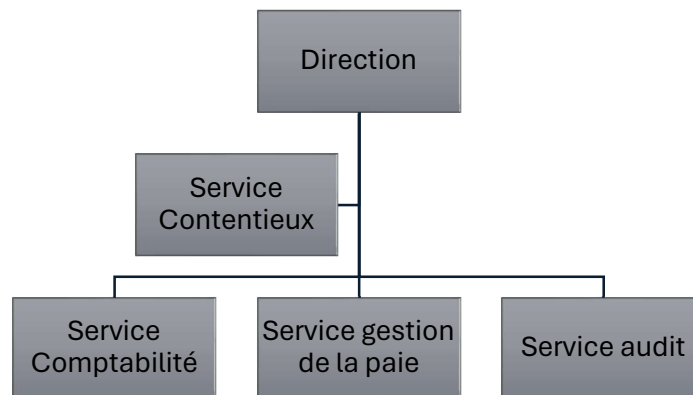 Direction
Service
Contentieux
Service
Comptabilité
Service gestion
de la paie
Service audit